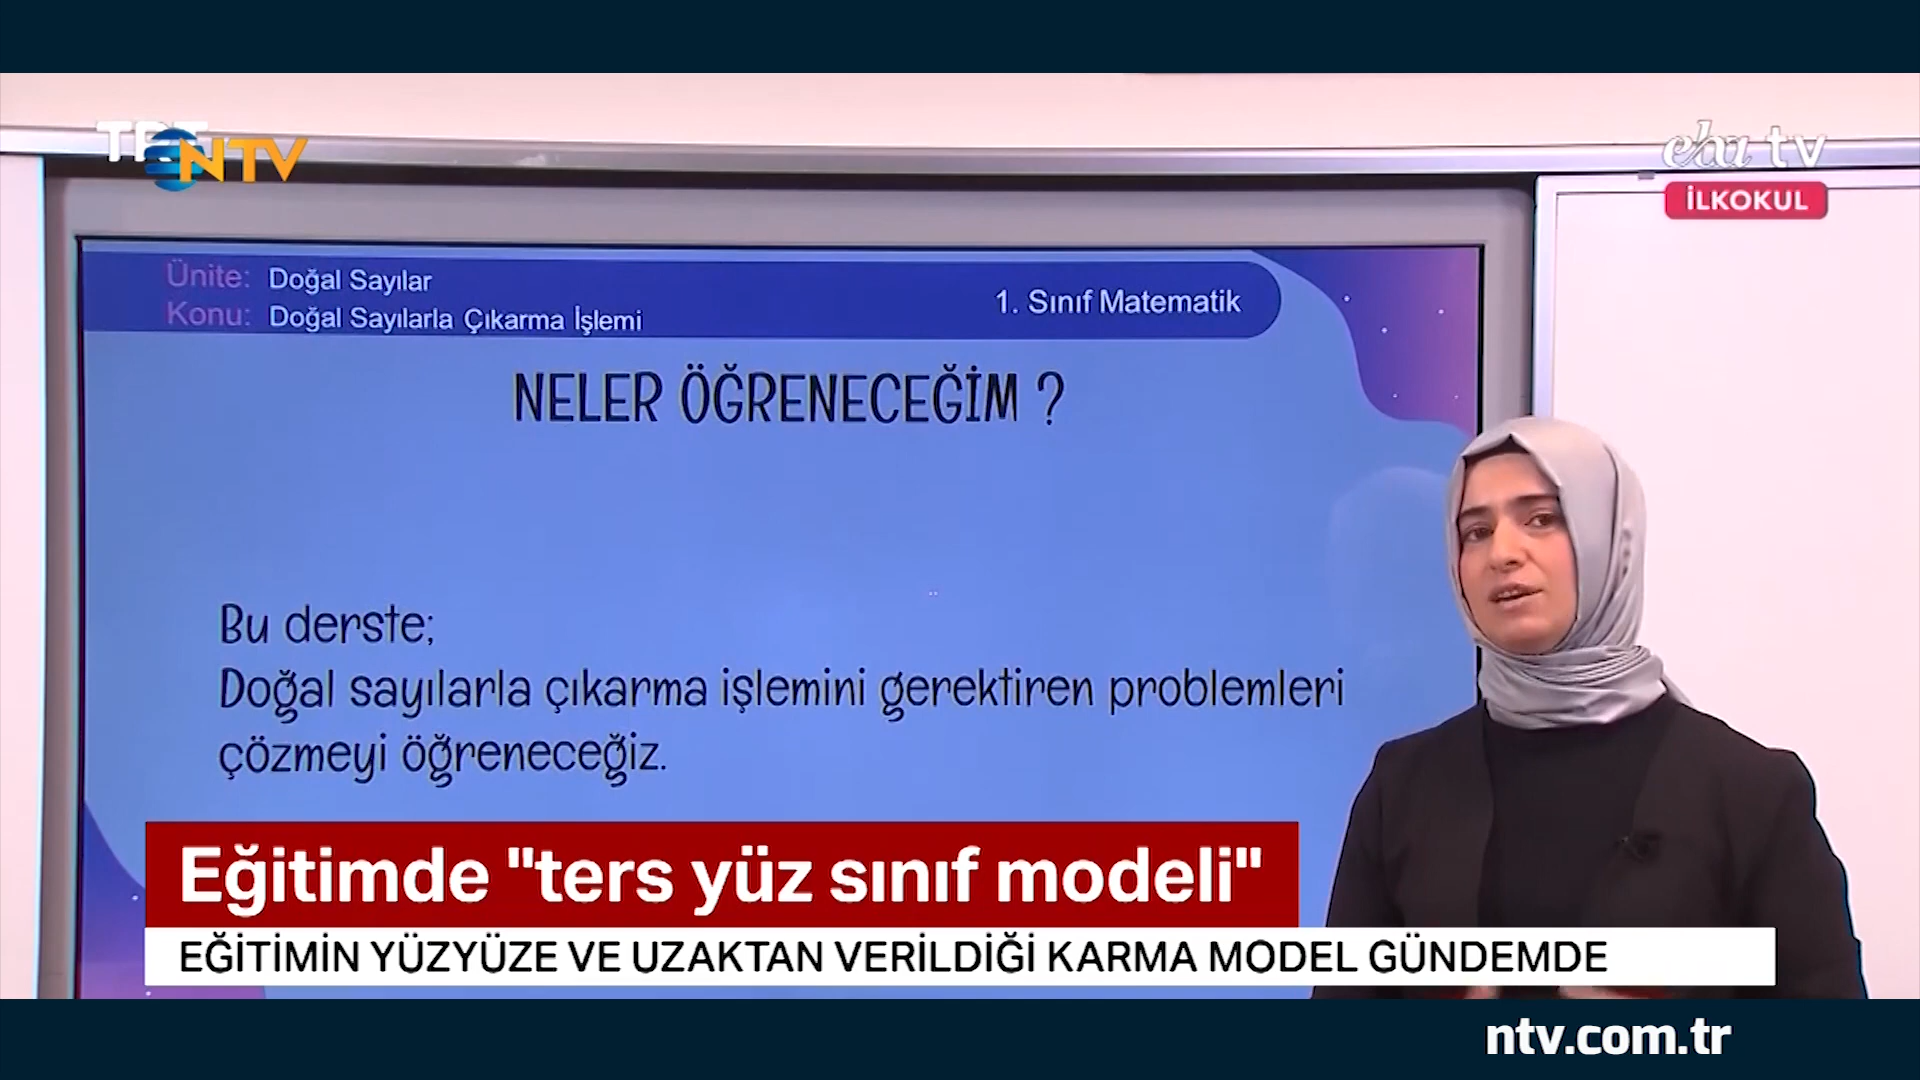 NTV
eba tv
İLKOKUL
Ünite: Doğal Sayılar
Konu: Doğal Sayılarla Çıkarma İşlemi
1. Sınıf Matematik
NELER ÖĞRENECEĞİM ?
Bu derste;
Doğal sayılarla çıkarma işlemini gerektiren problemleri
çözmeyi öğreneceğiz.
Eğitimde "ters yüz sınıf modeli"
EĞİTİMİN YÜZYÜZE VE UZAKTAN VERİLDİĞİ KARMA MODEL GÜNDEMDE
ntv.com.tr